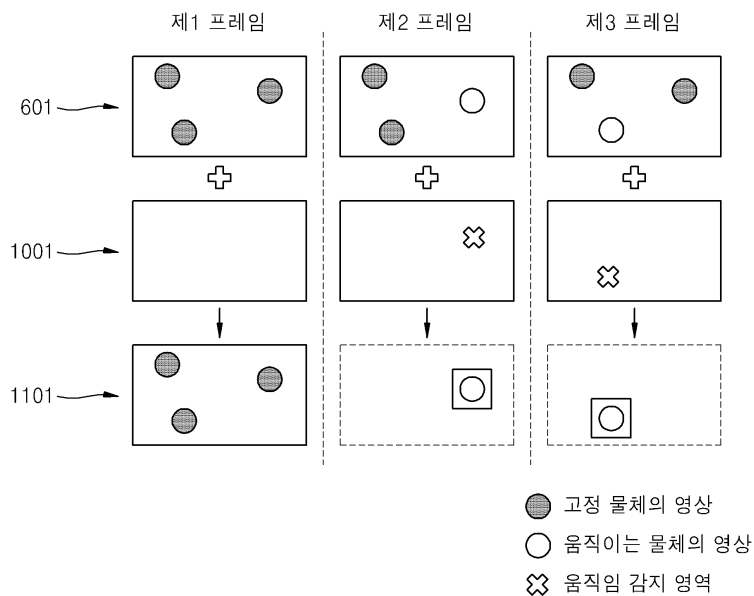 제1 프레임
제2 프레임
제3 프레임
601
1001
1101
고정 물체의 영상
움직이는 물체의 영상
움직임 감지 영역